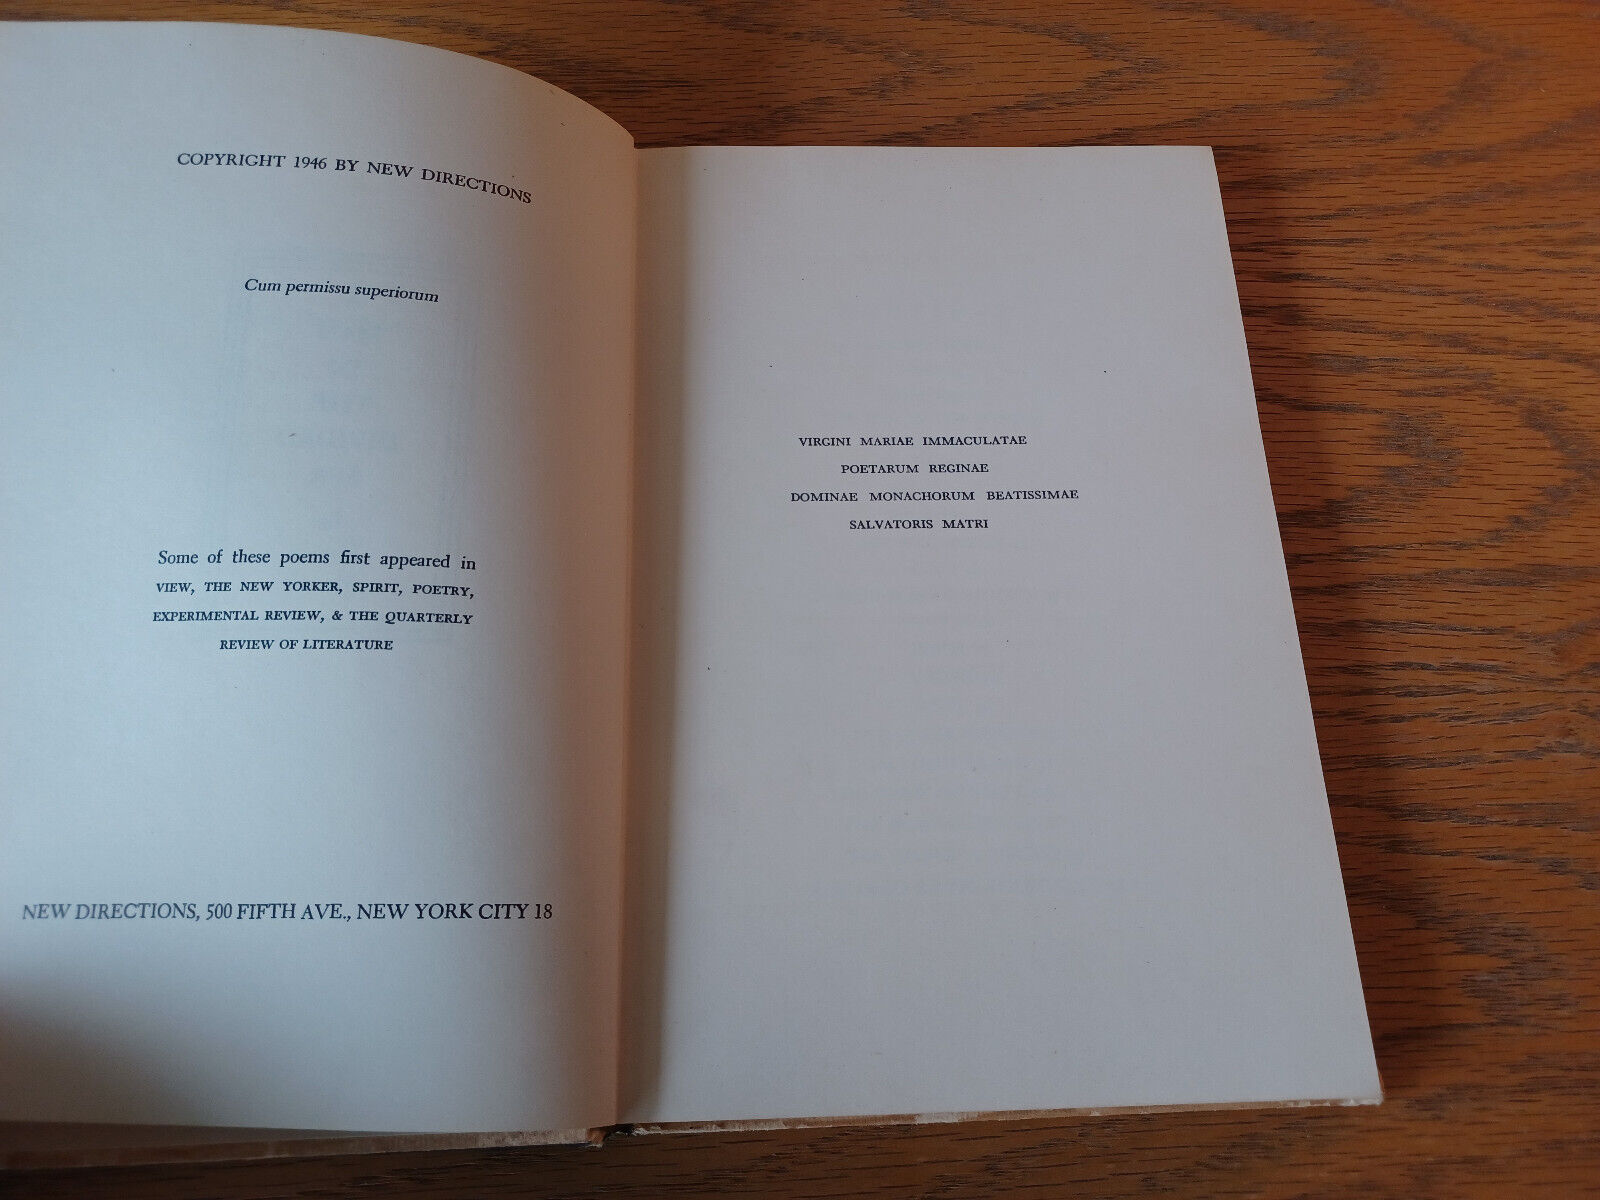 COPYRIGHT 1946 BY NEW DIRECTIONS
Cum permissu superiorum
Some of these poems first appeared in
VIEW, THE NEW YORKER, SPIRIT, POETRY,
EXPERIMENTAL REVIEW, & THE QUARTERLY
REVIEW OF LITERATURE
NEW DIRECTIONS, 500 FIFTH AVE., NEW YORK CITY 18
VIRGINI MARIAE IMMACULATAE
POETARUM REGINAE
DOMINAE MONACHORUM BEATISSIMAE
SALVATORIS MATRI